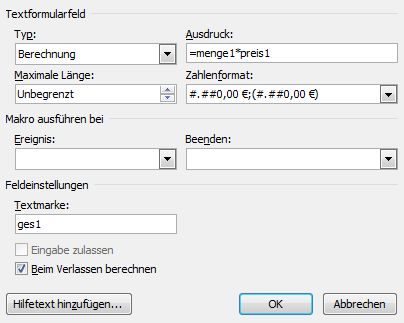 Textformularfeld
Typ: Ausdruck:
Berechnung =menge1*preis1
Maximale Länge: Zahlenformat:
Unbegrenzt #.##0,00 €;(#.##0,00 €)
Makro ausführen bei
Ereignis: Beenden:
Feldeinstellungen
Textmarke:
ges1
Eingabe zulassen
Beim Verlassen berechnen
Hilfetext hinzufügen... OK Abbrechen